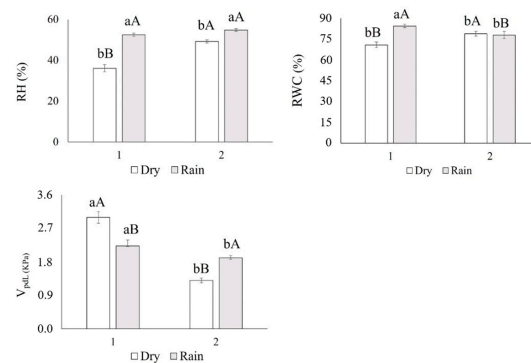 60
40
20
0
RH (%)
bB
aA
bA
aA
1
2
Dry
Rain
90
75
60
45
30
15
0
RWC (%)
bB
aA
bA
bB
1
2
Dry
Rain
3.6
2.7
1.8
0.9
0.0
VpdL (KPa)
aA
aB
bB
bA
1
2
Dry
Rain